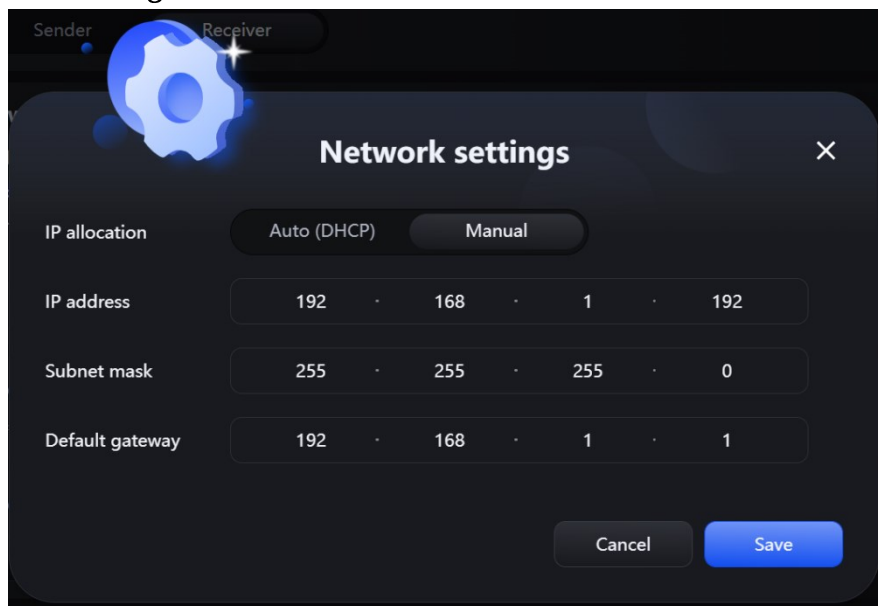 Sender Receiver
Network settings
IP allocation Auto (DHCP) Manual
IP address 192 · 168 · 1 · 192
Subnet mask 255 · 255 · 255 · 0
Default gateway 192 · 168 · 1 · 1
Cancel Save